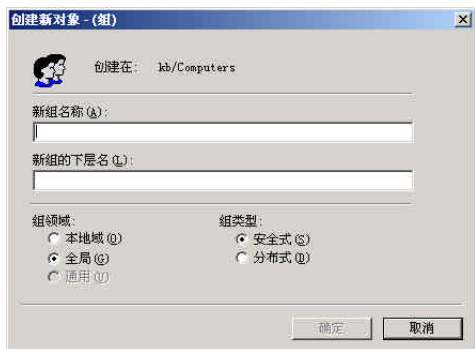 创建新对象 - (组)
创建在: kb/Computers
新组名称(A):
新组的下层名(L):
组领域:
本地域(O)
全局(G)
通用(U)
组类型:
安全式(S)
分布式(D)
确定
取消